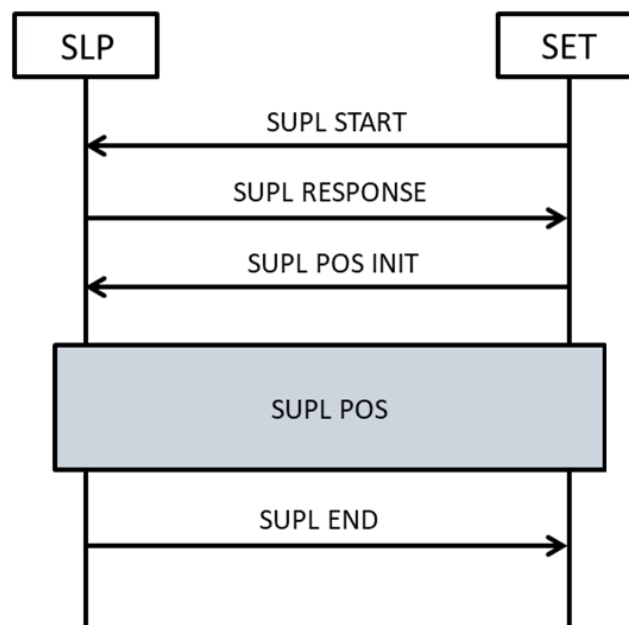 SLP
SET
SUPL START
SUPL RESPONSE
SUPL POS INIT
SUPL POS
SUPL END